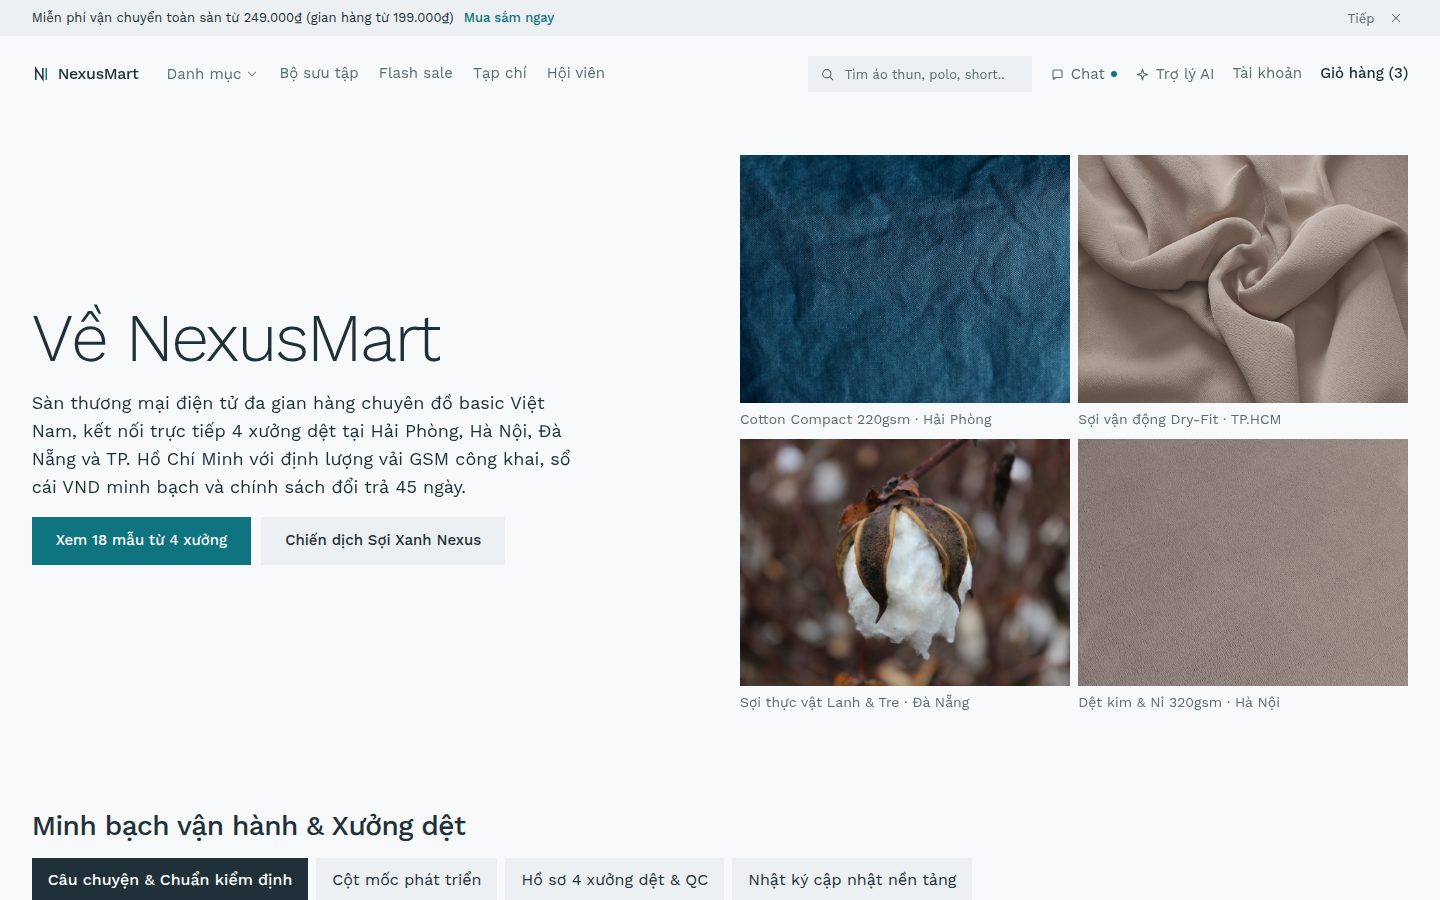 Miễn phí vận chuyển toàn sàn từ 249.000₫ (gian hàng từ 199.000₫) Mua sắm ngay
Tiếp
NexusMart
Danh mục
Bộ sưu tập
Flash sale
Tạp chí
Hội viên
Tìm áo thun, polo, short..
Chat
Trợ lý AI
Tài khoản
Giỏ hàng (3)
Về NexusMart
Sàn thương mại điện tử đa gian hàng chuyên đồ basic Việt
Nam, kết nối trực tiếp 4 xưởng dệt tại Hải Phòng, Hà Nội, Đà
Nẵng và TP. Hồ Chí Minh với định lượng vải GSM công khai, sổ
cái VND minh bạch và chính sách đổi trả 45 ngày.
Xem 18 mẫu từ 4 xưởng
Chiến dịch Sợi Xanh Nexus
Cotton Compact 220gsm · Hải Phòng
Sợi vận động Dry-Fit · TP.HCM
Sợi thực vật Lanh & Tre · Đà Nẵng
Dệt kim & Nỉ 320gsm · Hà Nội
Minh bạch vận hành & Xưởng dệt
Câu chuyện & Chuẩn kiểm định
Cột mốc phát triển
Hồ sơ 4 xưởng dệt & QC
Nhật ký cập nhật nền tảng